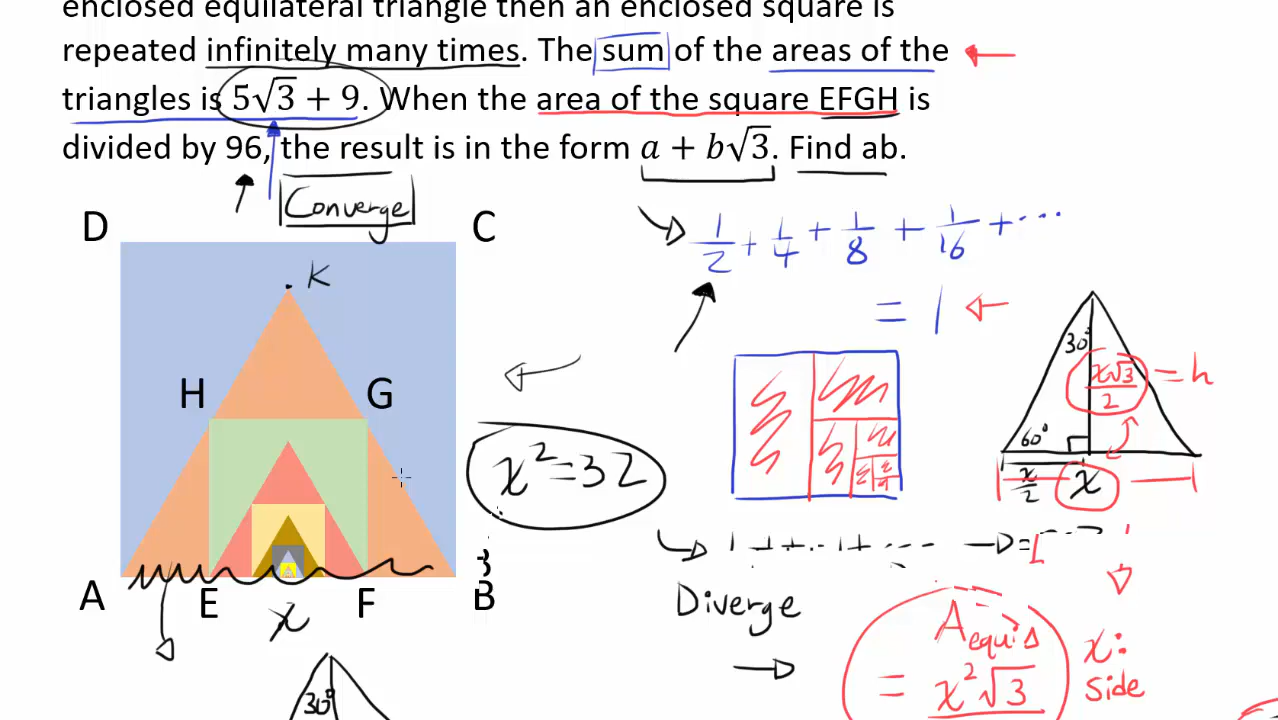 enclosed equilateral triangle then an enclosed square is
repeated infinitely many times. The sum of the areas of the
triangles is 5√3 + 9. When the area of the square EFGH is
divided by 96, the result is in the form a + b√3. Find ab.
Converge
D
C
K
1/2 + 1/4 + 1/8 + 1/16 + ...
= 1
H
G
30°
x√3/2 = h
60°
x/2
x
x² = 32
A
E
F
B
x
Diverge
A equi Δ
= x²√3
x:
side
30°